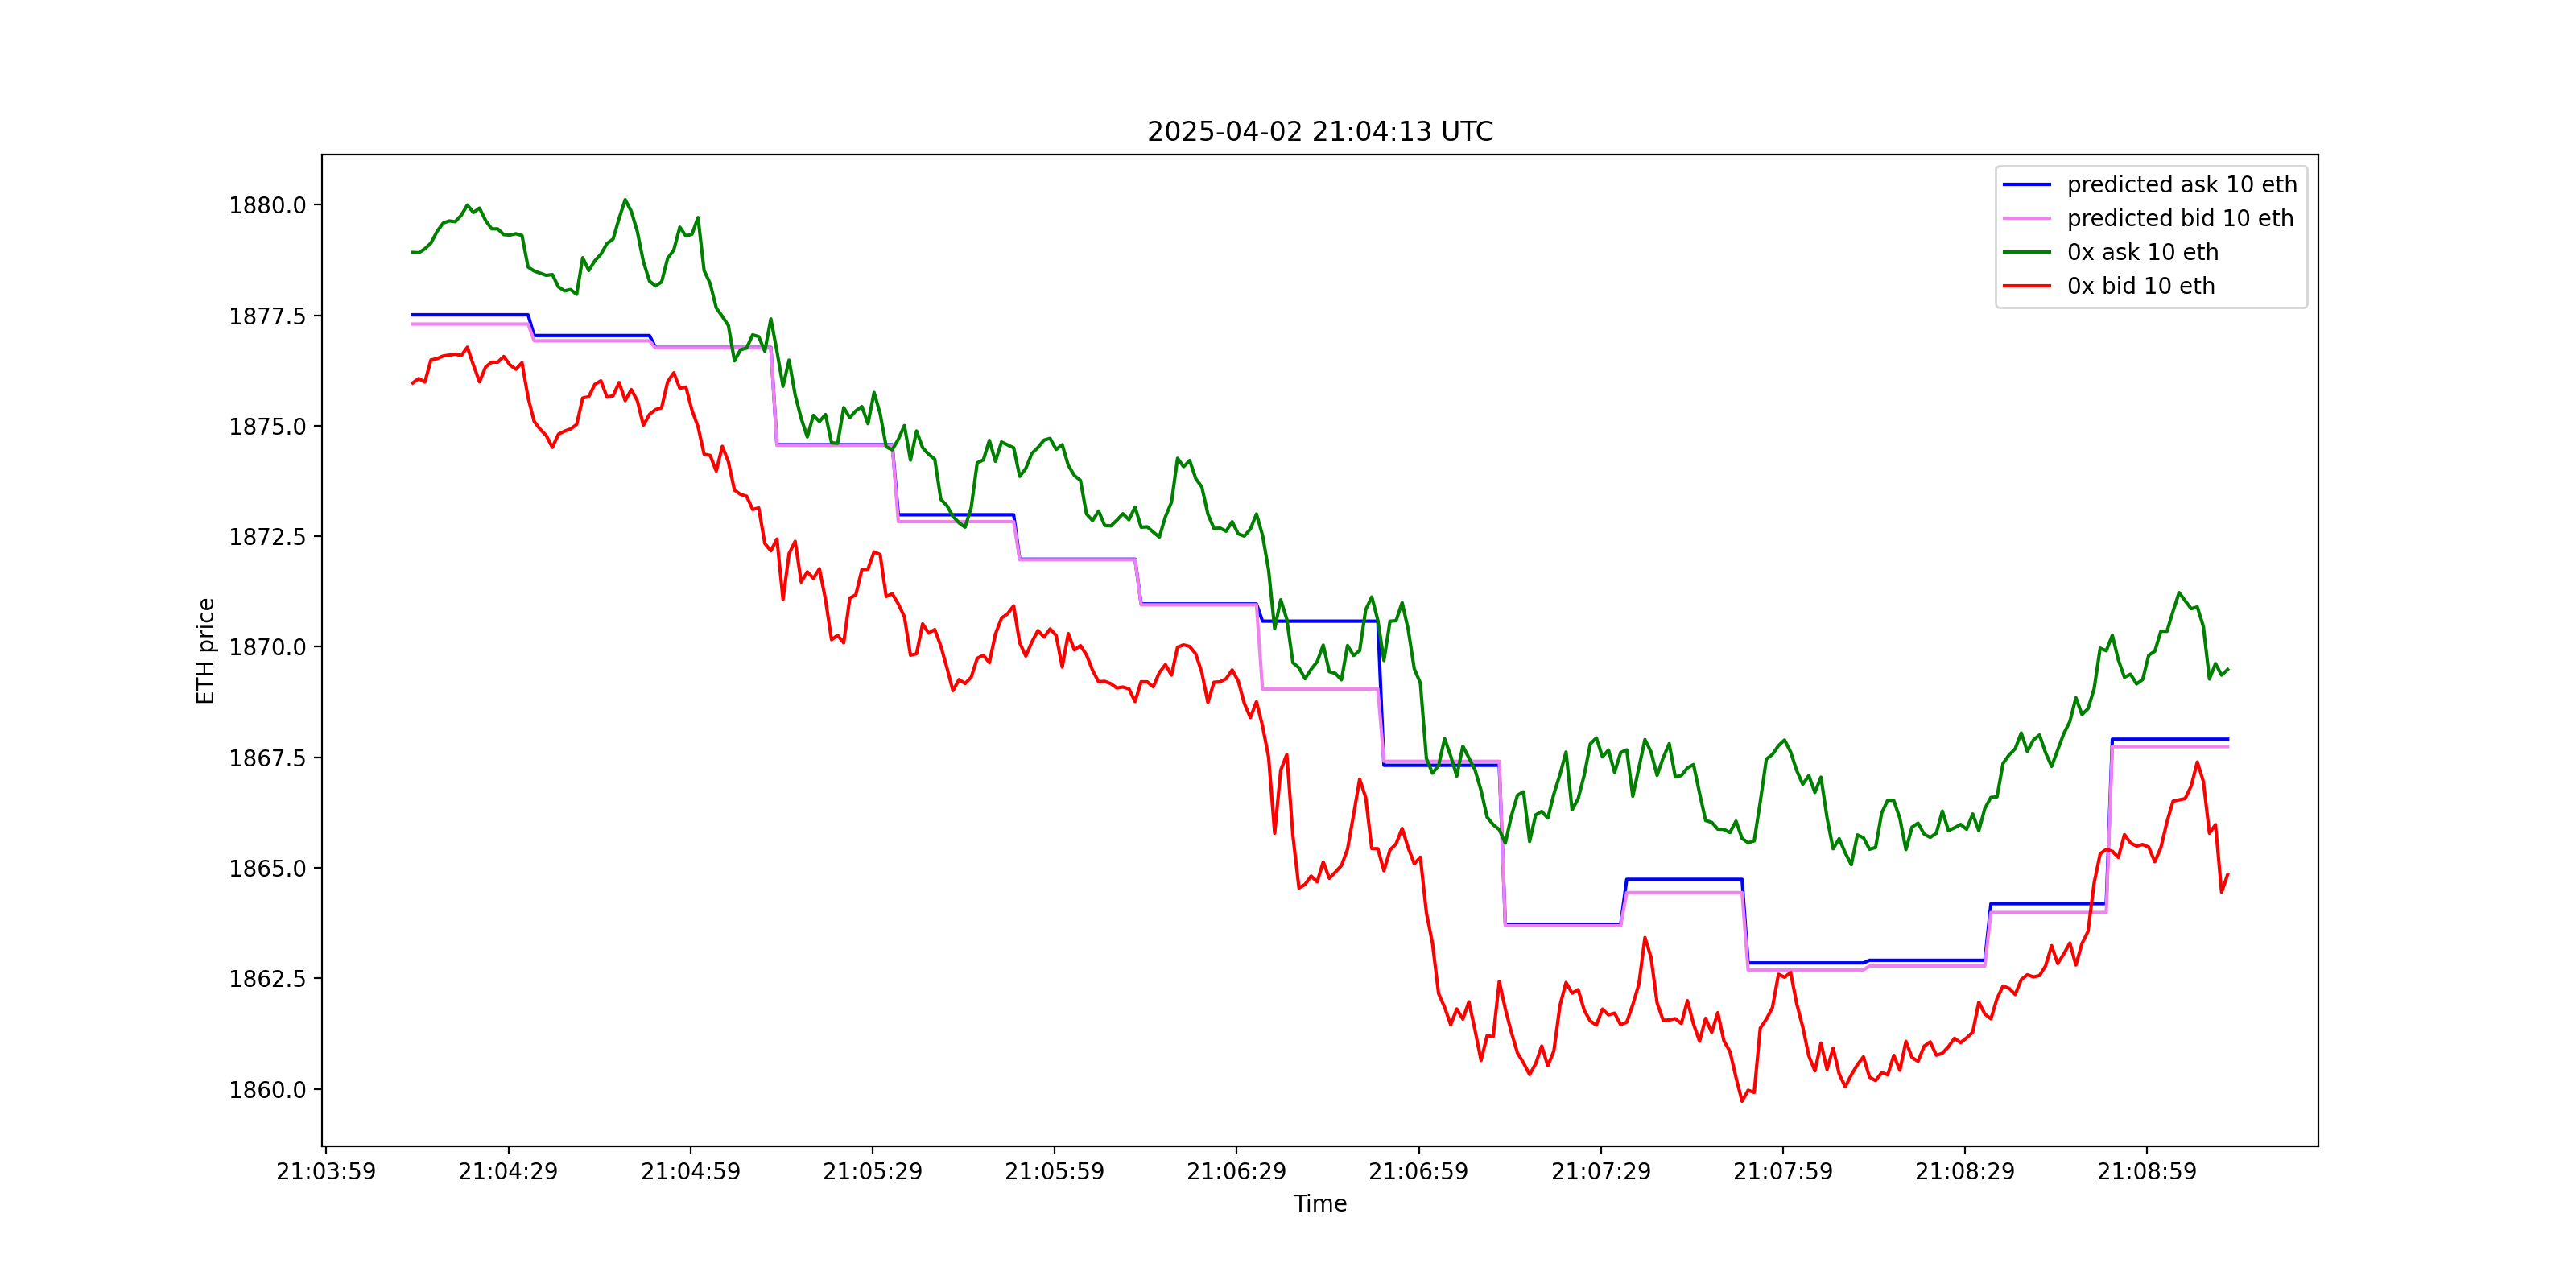 2025-04-02 21:04:13 UTC
predicted ask 10 eth
predicted bid 10 eth
0x ask 10 eth
0x bid 10 eth
ETH price
1880.0
1877.5
1875.0
1872.5
1870.0
1867.5
1865.0
1862.5
1860.0
21:03:59 21:04:29 21:04:59 21:05:29 21:05:59 21:06:29 21:06:59 21:07:29 21:07:59 21:08:29 21:08:59
Time